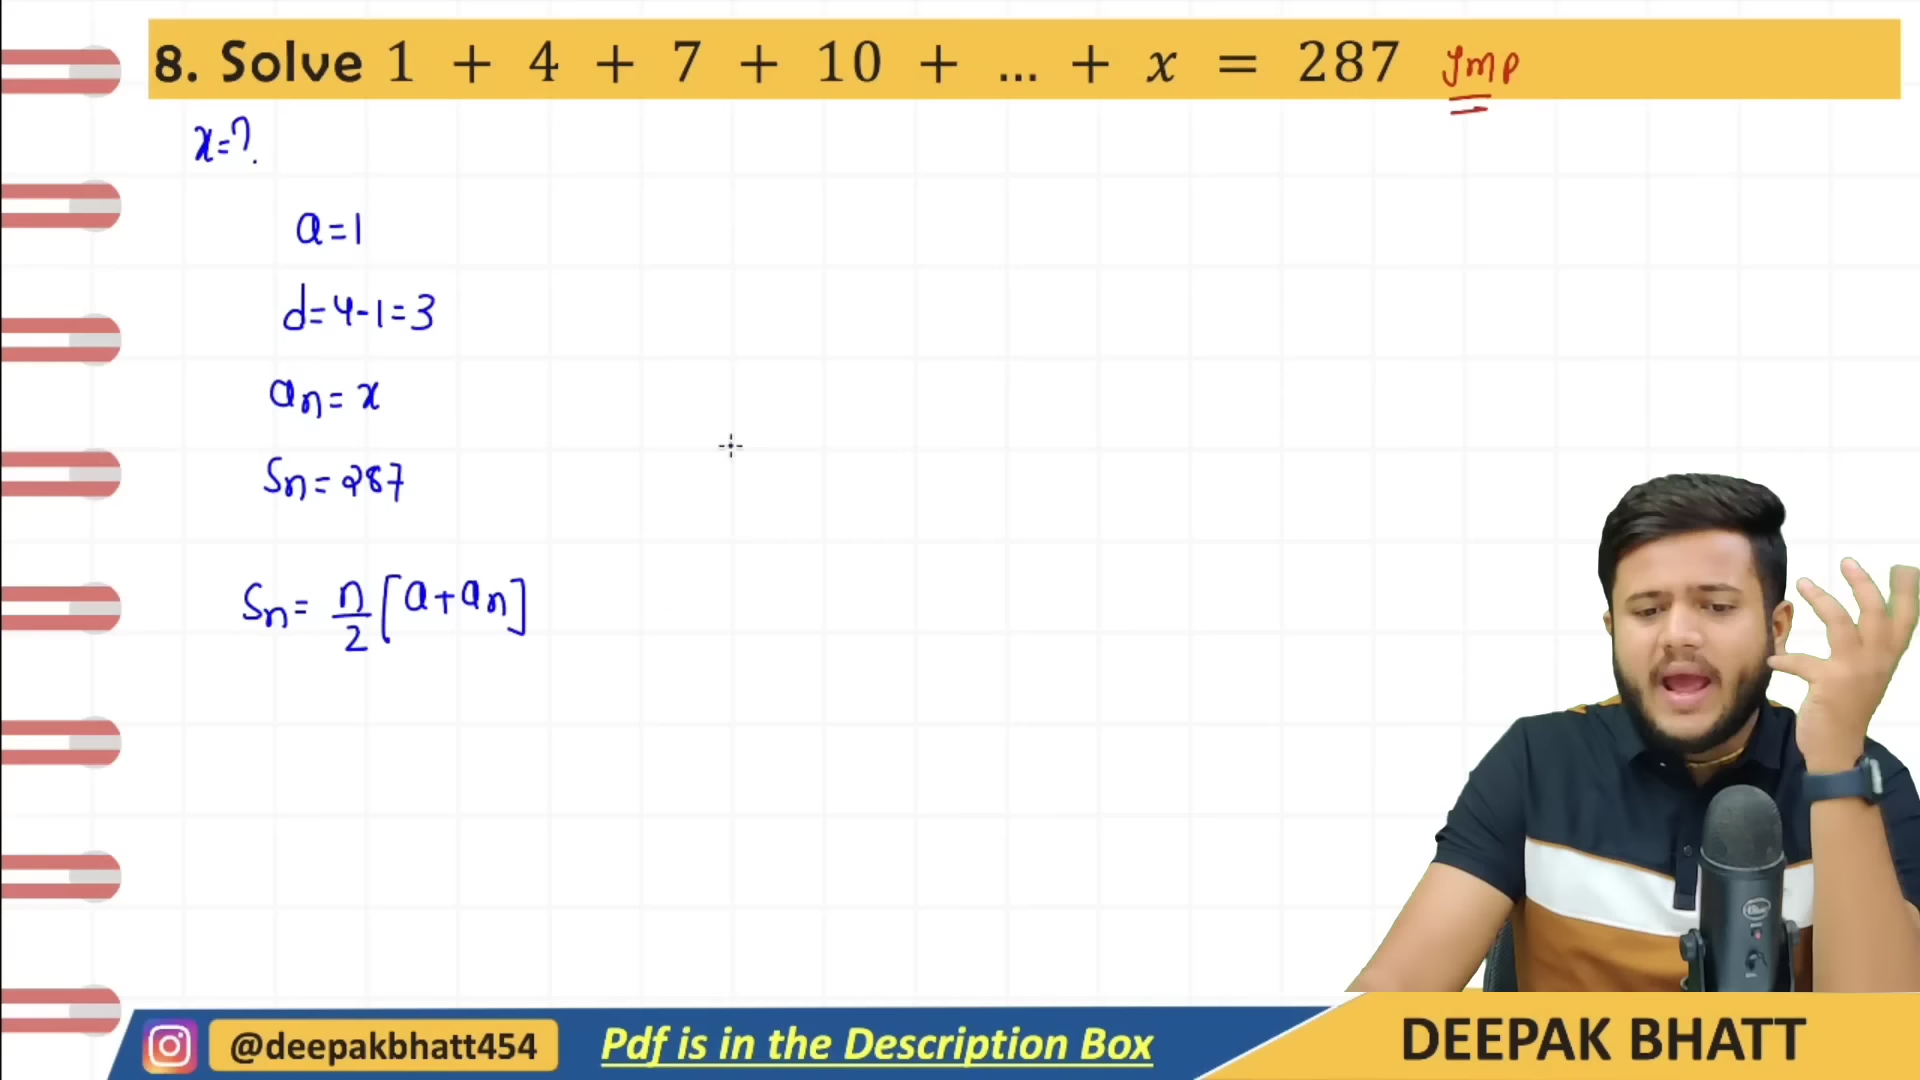 8. Solve 1 + 4 + 7 + 10 + ... + x = 287 Imp
x=?
a=1
d=4-1=3
an=x
Sn=287
Sn=n/2[a+an]
@deepakbhatt454
Pdf is in the Description Box
DEEPAK BHATT